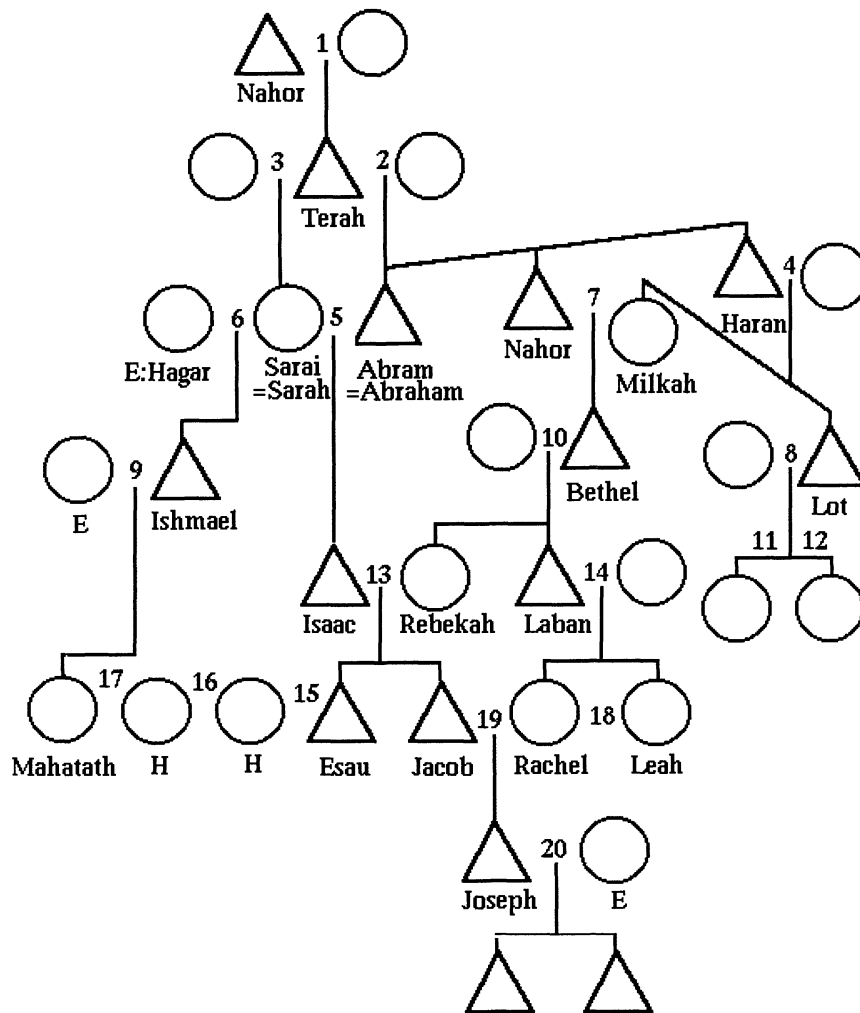 1
Nahor
3 2
Terah
4
7
6 5
Haran
Nahor
E:Hagar Sarai Abram Milkah
=Sarah =Abraham
10
8
9
Bethel
Lot
E Ishmael
11 12
13 14
Isaac Rebekah Laban
17 16 15 19 18
Mahatath H H Esau Jacob Rachel Leah
20
Joseph E